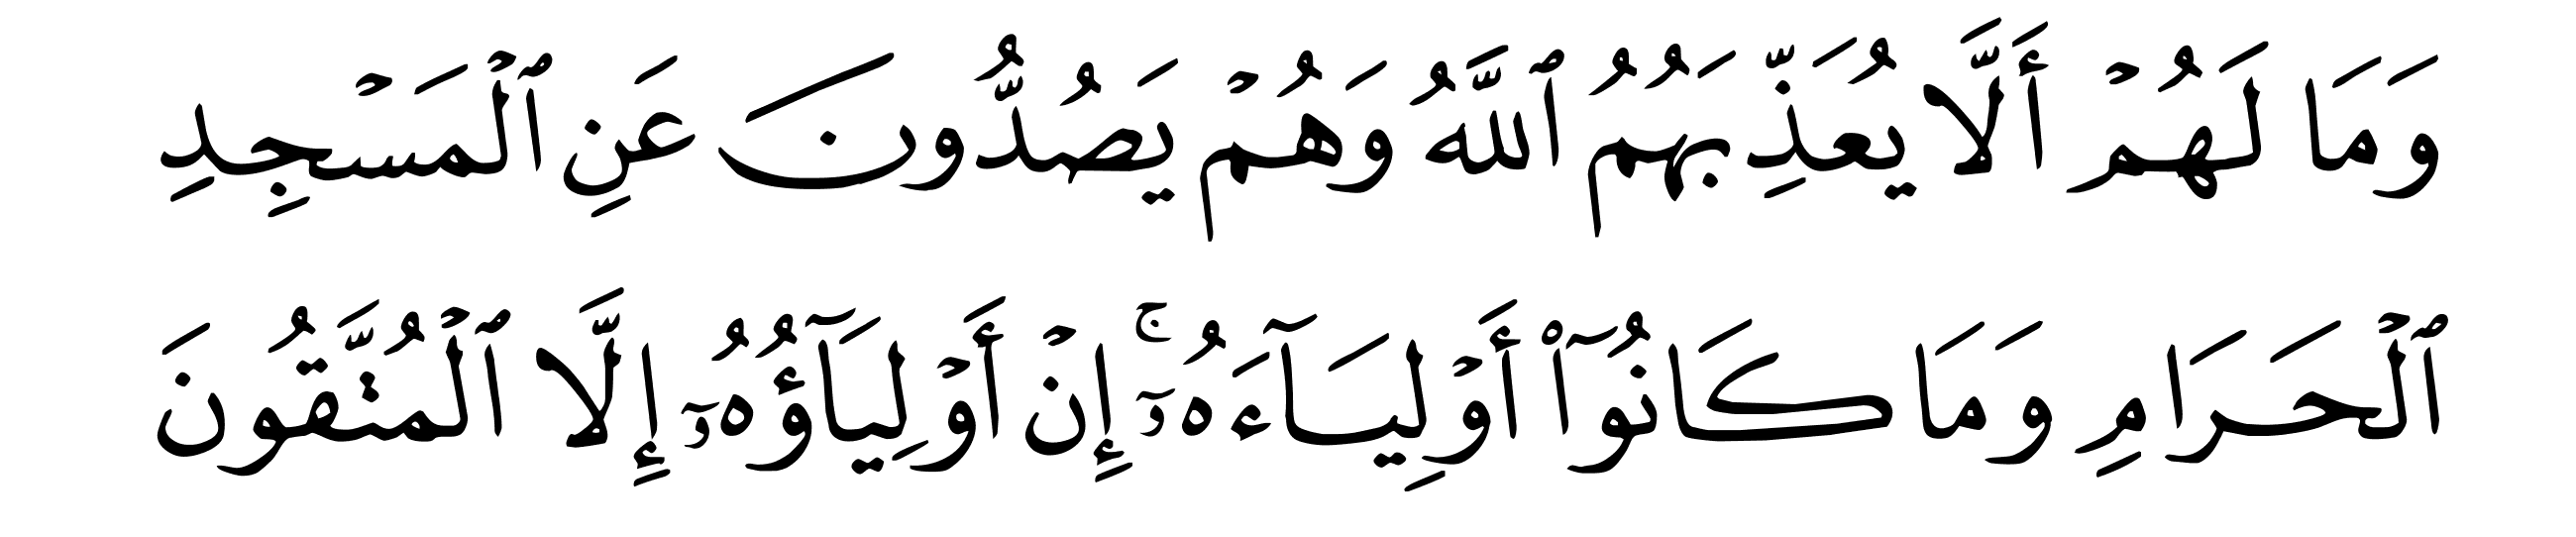 وَمَا لَهُمۡ أَلَّا يُعَذِّبَهُمُ ٱللَّهُ وَهُمۡ يَصُدُّونَ عَنِ ٱلۡمَسۡجِدِ
ٱلۡحَرَامِ وَمَا كَانُوٓاْ أَوۡلِيَآءَهُۥٓۚ إِنۡ أَوۡلِيَآؤُهُۥٓ إِلَّا ٱلۡمُتَّقُونَ